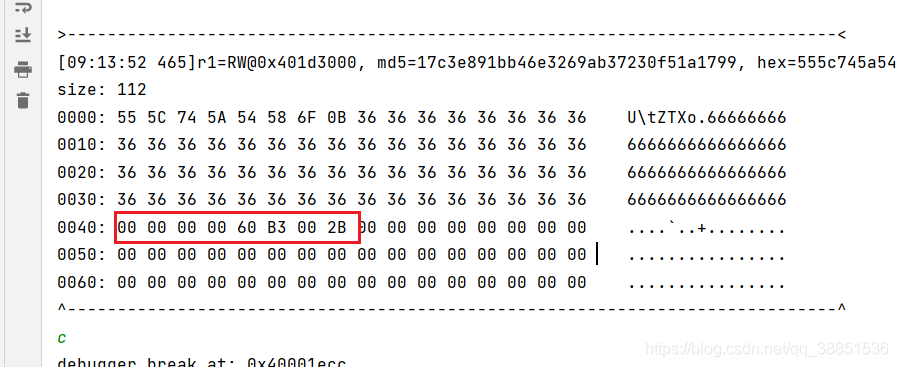 >-----------------------------------------------------------------------------<
[09:13:52 465]r1=RW@0x401d3000, md5=17c3e891bb46e3269ab37230f51a1799, hex=555c745a54
size: 112
0000: 55 5C 74 5A 54 58 6F 0B 36 36 36 36 36 36 36 36    U\tZTXo.66666666
0010: 36 36 36 36 36 36 36 36 36 36 36 36 36 36 36 36    6666666666666666
0020: 36 36 36 36 36 36 36 36 36 36 36 36 36 36 36 36    6666666666666666
0030: 36 36 36 36 36 36 36 36 36 36 36 36 36 36 36 36    6666666666666666
0040: 00 00 00 00 60 B3 00 2B 00 00 00 00 00 00 00 00    ....`..+........
0050: 00 00 00 00 00 00 00 00 00 00 00 00 00 00 00 00    ................
0060: 00 00 00 00 00 00 00 00 00 00 00 00 00 00 00 00    ................
^-----------------------------------------------------------------------------^
c
debugger break at: 0x40001ecc
https://blog.csdn.net/qq_38851536